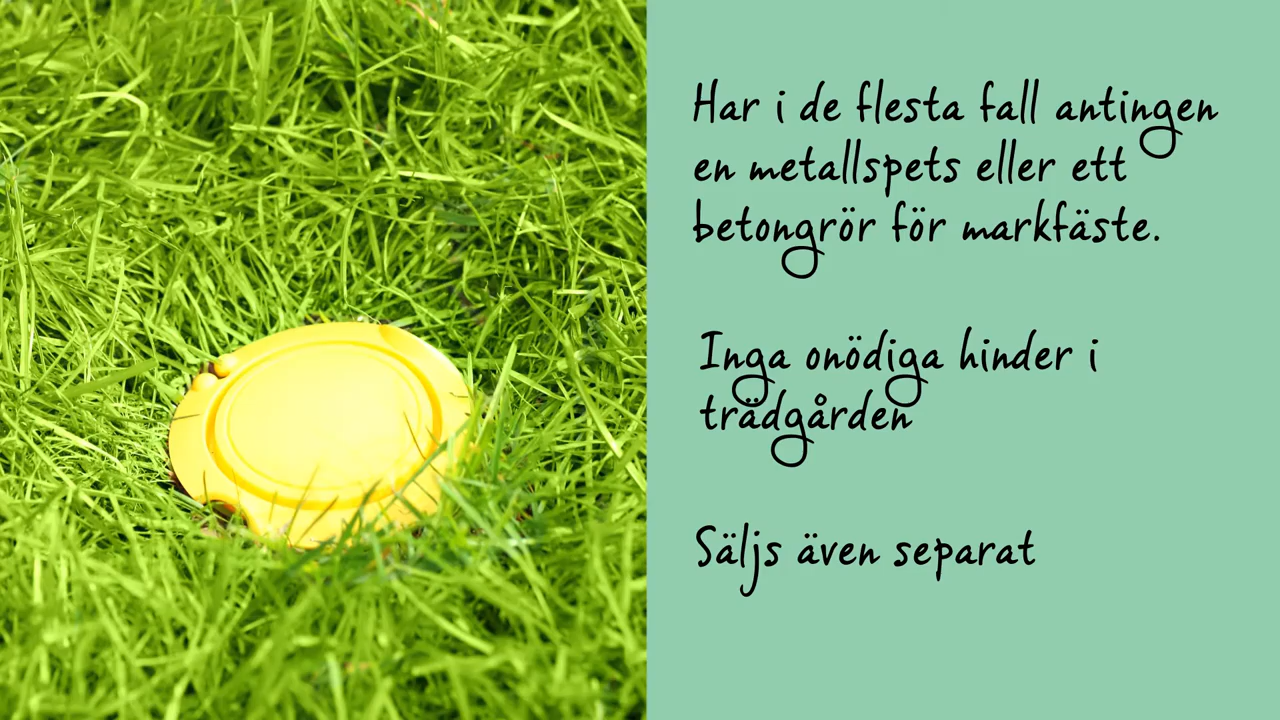 Har i de flesta fall antingen
en metallspets eller ett
betongrör för markfäste.
Inga onödiga hinder i
trädgården
Säljs även separat